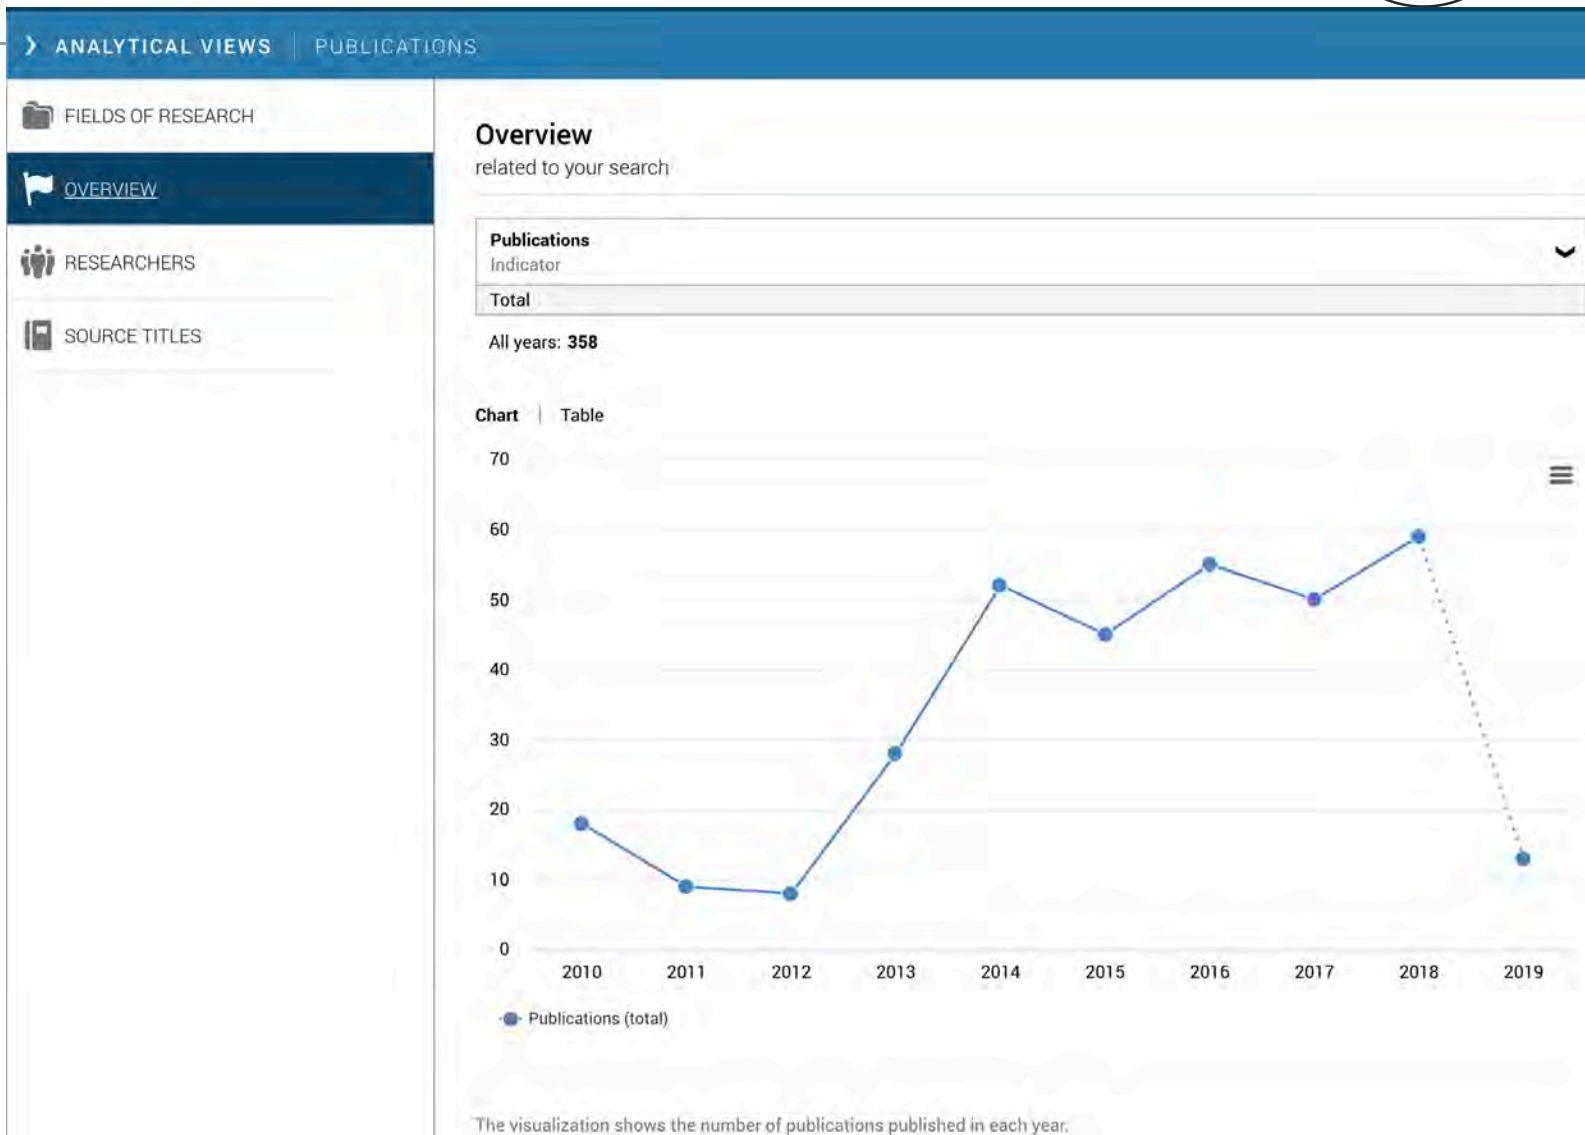 ANALYTICAL VIEWS PUBLICATIONS
FIELDS OF RESEARCH
OVERVIEW
RESEARCHERS
SOURCE TITLES
Overview
related to your search
Publications
Indicator
Total
All years: 358
Chart Table
70
60
50
40
30
20
10
0
2010 2011 2012 2013 2014 2015 2016 2017 2018 2019
Publications (total)
The visualization shows the number of publications published in each year.